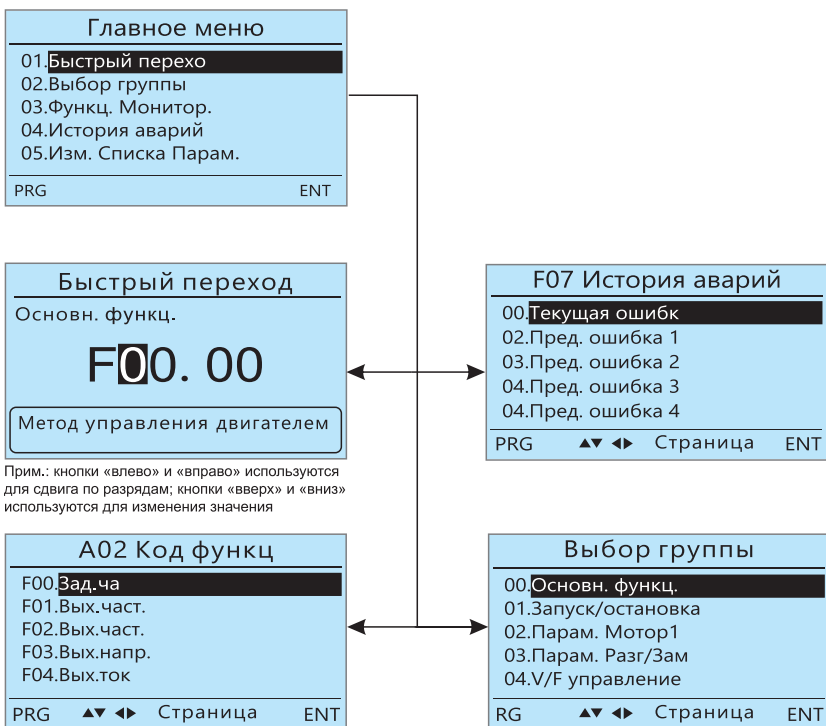 Главное меню
01.Быстрый перехо
02.Выбор группы
03.Функц. Монитор.
04.История аварий
05.Изм. Списка Парам.
PRG ENT
Быстрый переход
Основн. функц.
F00. 00
Метод управления двигателем
Прим.: кнопки «влево» и «вправо» используются
для сдвига по разрядам; кнопки «вверх» и «вниз»
используются для изменения значения
F07 История аварий
00.Текущая ошибк
02.Пред. ошибка 1
03.Пред. ошибка 2
04.Пред. ошибка 3
04.Пред. ошибка 4
PRG ▲▼ ◀▶ Страница ENT
A02 Код функц
F00.Зад.ча
F01.Вых.част.
F02.Вых.част.
F03.Вых.напр.
F04.Вых.ток
PRG ▲▼ ◀▶ Страница ENT
Выбор группы
00.Основн. функц.
01.Запуск/остановка
02.Парам. Мотор1
03.Парам. Разг/Зам
04.V/F управление
RG ▲▼ ◀▶ Страница ENT